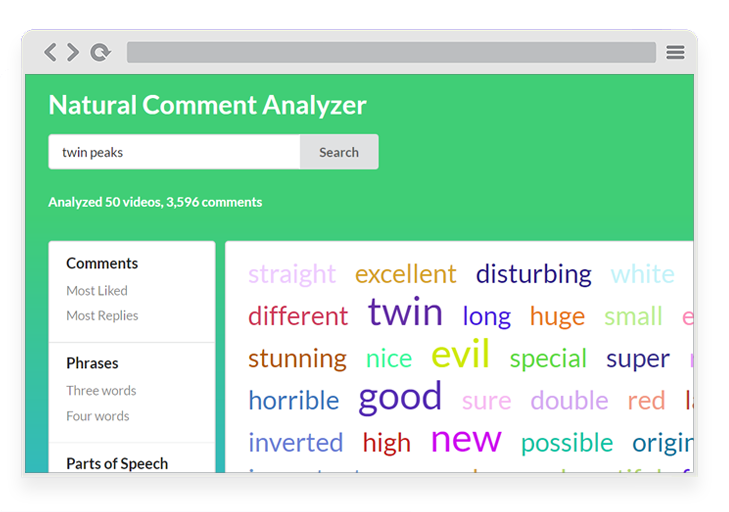 Natural Comment Analyzer
twin peaks Search
Analyzed 50 videos, 3,596 comments
Comments
Most Liked
Most Replies
Phrases
Three words
Four words
Parts of Speech
straight excellent disturbing white
different twin long huge small
stunning nice evil special super
horrible good sure double red
inverted high new possible